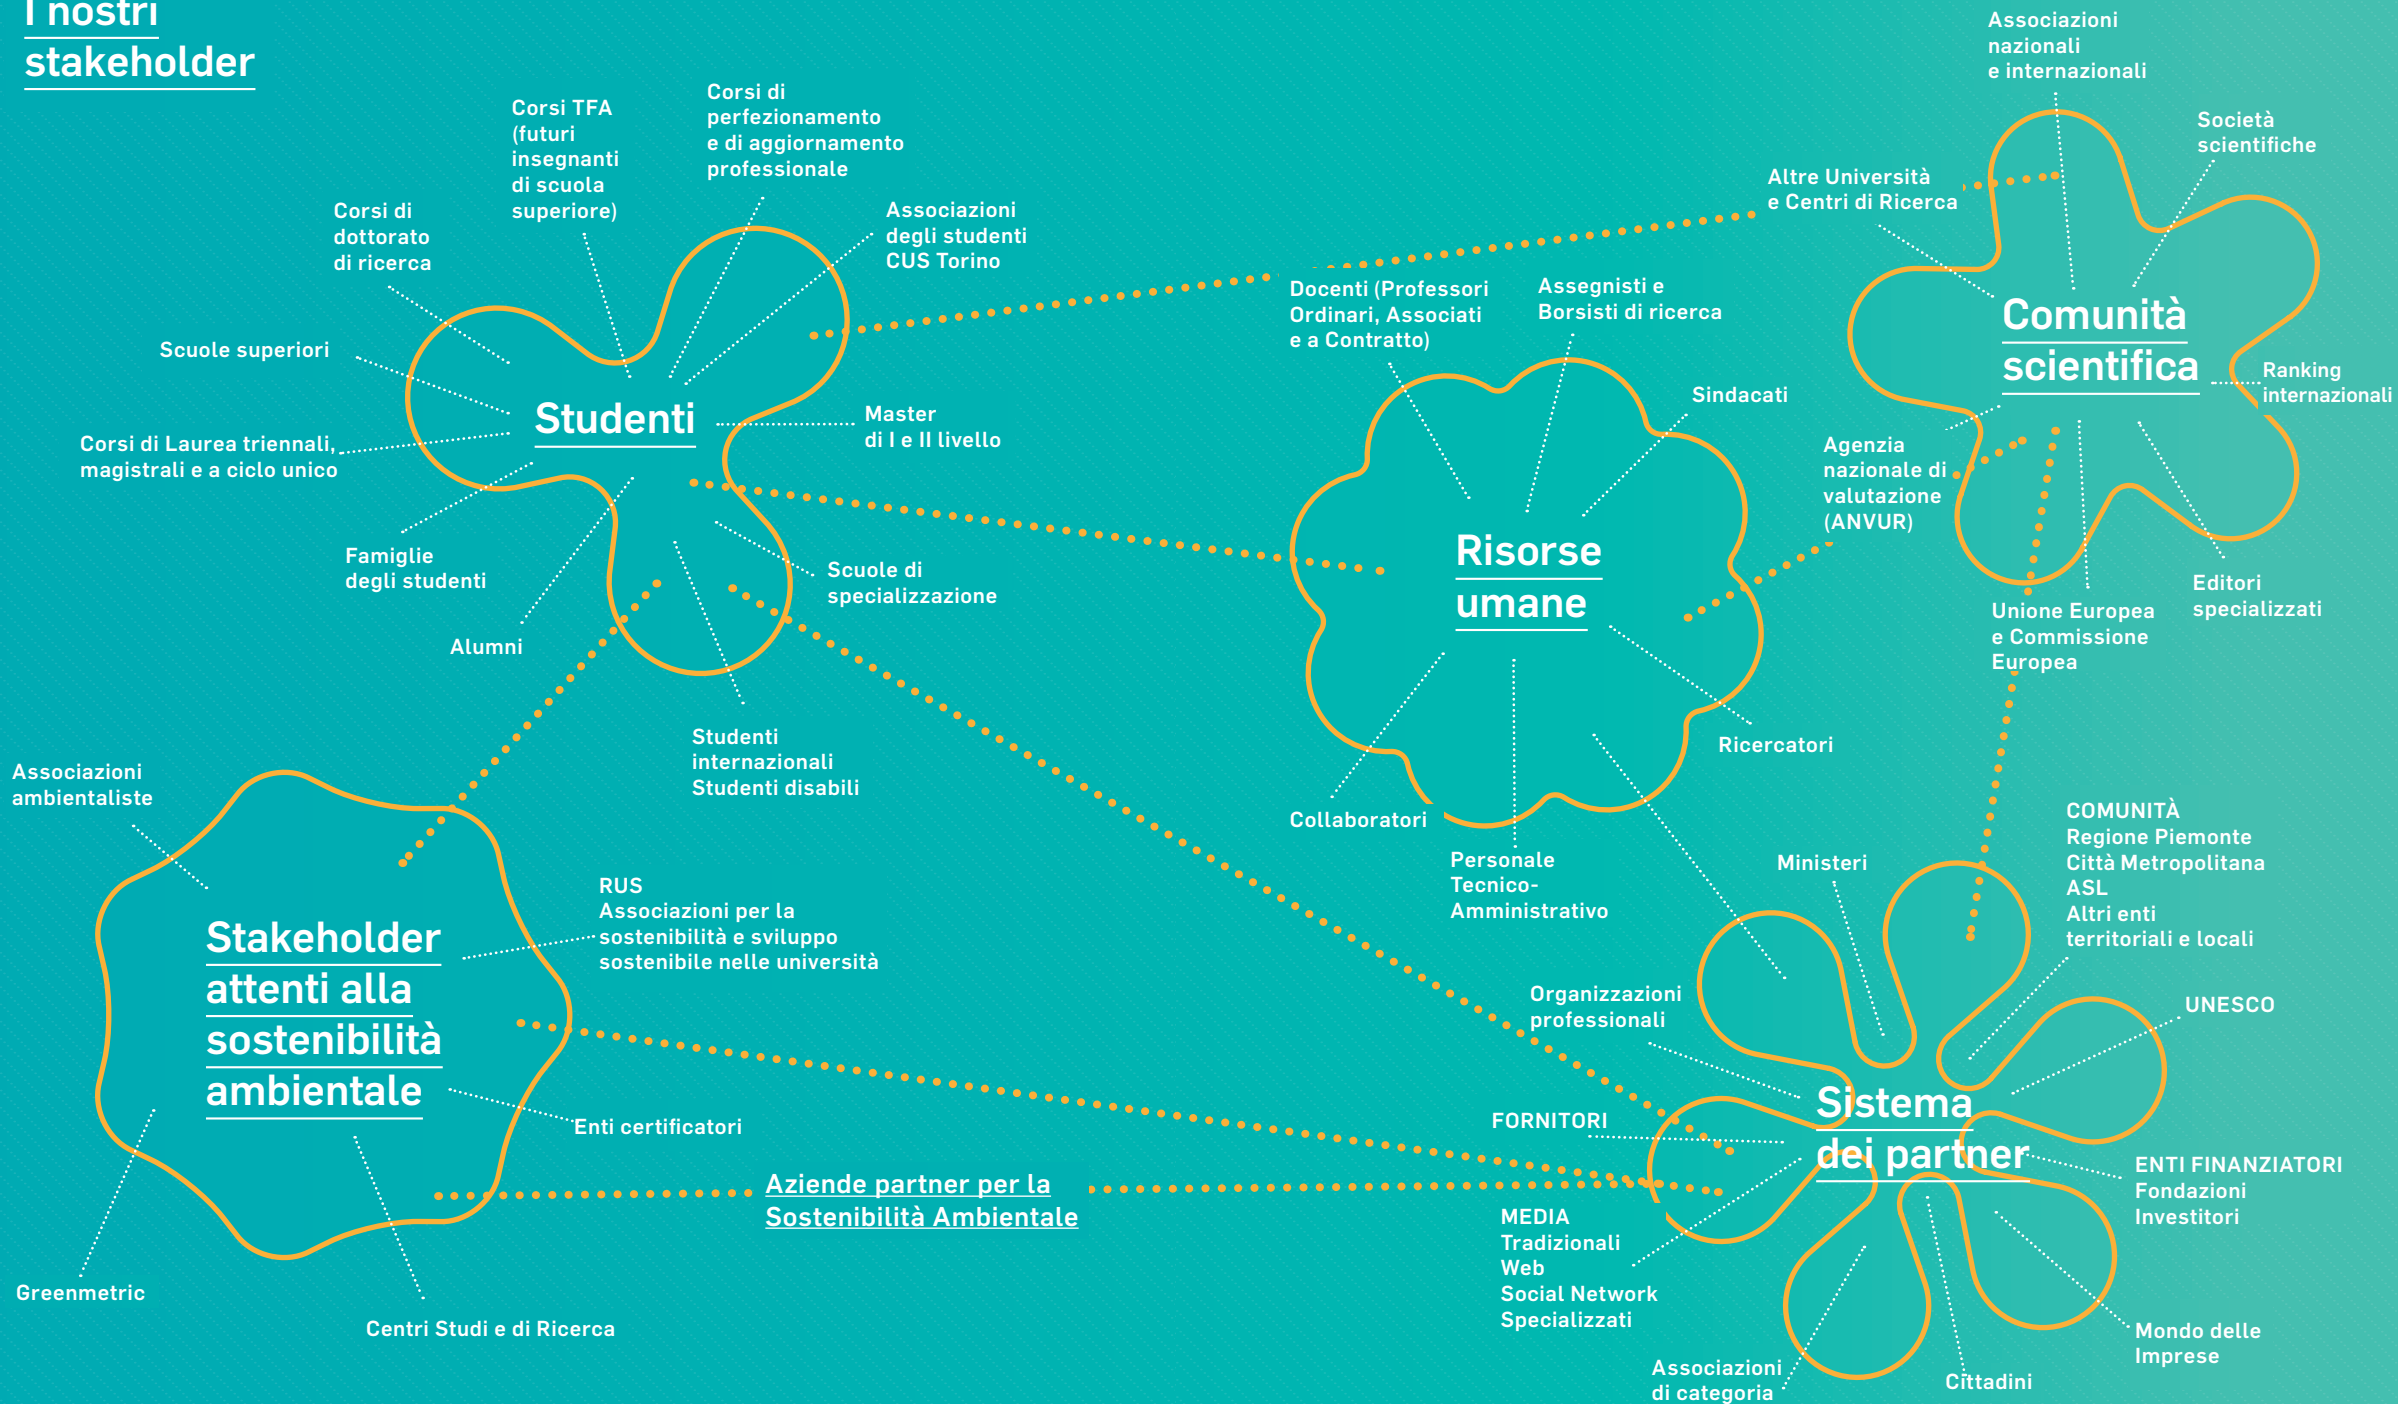 I nostri
stakeholder
Corsi TFA
(futuri
insegnanti
di scuola
superiore)
Corsi di
perfezionamento
e di aggiornamento
professionale
Corsi di
dottorato
di ricerca
Associazioni
degli studenti
CUS Torino
Scuole superiori
Studenti
Master
di I e II livello
Corsi di Laurea triennali,
magistrali e a ciclo unico
Famiglie
degli studenti
Alumni
Scuole di
specializzazione
Studenti
internazionali
Studenti disabili
Associazioni
nazionali
e internazionali
Società
scientifiche
Altre Università
e Centri di Ricerca
Comunità
scientifica
Ranking
internazionali
Agenzia
nazionale di
valutazione
(ANVUR)
Unione Europea
e Commissione
Europea
Editori
specializzati
Docenti (Professori
Ordinari, Associati
e a Contratto)
Assegnisti e
Borsisti di ricerca
Sindacati
Risorse
umane
Ricercatori
Collaboratori
Personale
Tecnico-
Amministrativo
Associazioni
ambientaliste
RUS
Associazioni per la
sostenibilità e sviluppo
sostenibile nelle università
Stakeholder
attenti alla
sostenibilità
ambientale
Enti certificatori
Greenmetric
Centri Studi e di Ricerca
Aziende partner per la
Sostenibilità Ambientale
Ministeri
COMUNITÀ
Regione Piemonte
Città Metropolitana
ASL
Altri enti
territoriali e locali
Organizzazioni
professionali
UNESCO
FORNITORI
Sistema
dei partner
ENTI FINANZIATORI
Fondazioni
Investitori
MEDIA
Tradizionali
Web
Social Network
Specializzati
Mondo delle
Imprese
Associazioni
di categoria
Cittadini